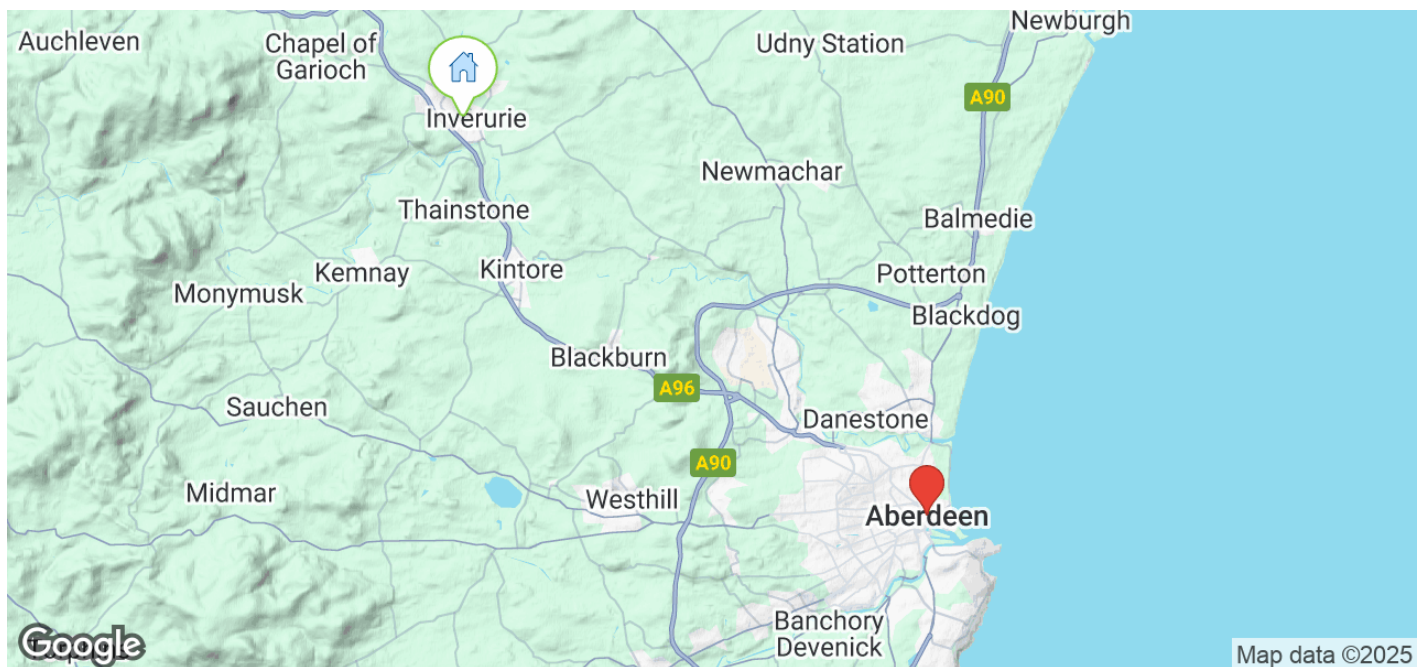 Newburgh
Auchleven
Chapel of
Garioch
Udny Station
A90
Inverurie
Newmachar
Thainstone
Balmedie
Kemnay
Kintore
Potterton
Monymusk
Blackdog
Blackburn
A96
Sauchen
Danestone
A90
Midmar
Westhill
Aberdeen
Banchory
Devenick
Google
Map data ©2025